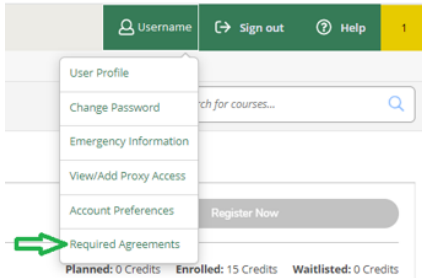 Username Sign out Help 1
User Profile
Change Password
rch for courses...
Emergency Information
View/Add Proxy Access
Account Preferences
Register Now
Required Agreements
Planned: 0 Credits Enrolled: 15 Credits Waitlisted: 0 Credits